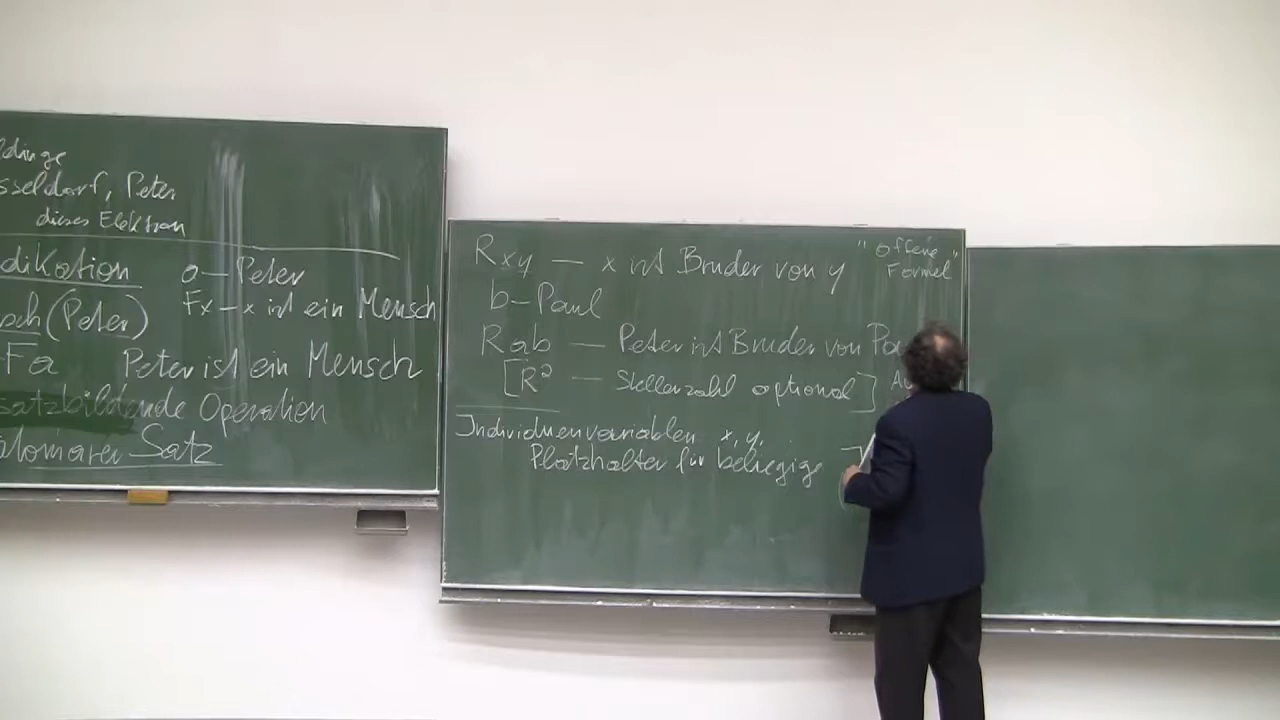 dinge
sseldorf, Peter
dieses Elektron
dikation a — Peter
Fx — x ist ein Mensch
sch (Peter)
Fa Peter ist ein Mensch
satzbildende Operation
atomarer Satz
Rxy — x ist Bruder von y "offene Formel"
b — Paul
Rab — Peter ist Bruder von Pa
[R² — Stellenzahl optional]
Individuenvariablen x, y.
Platzhalter für beliegige